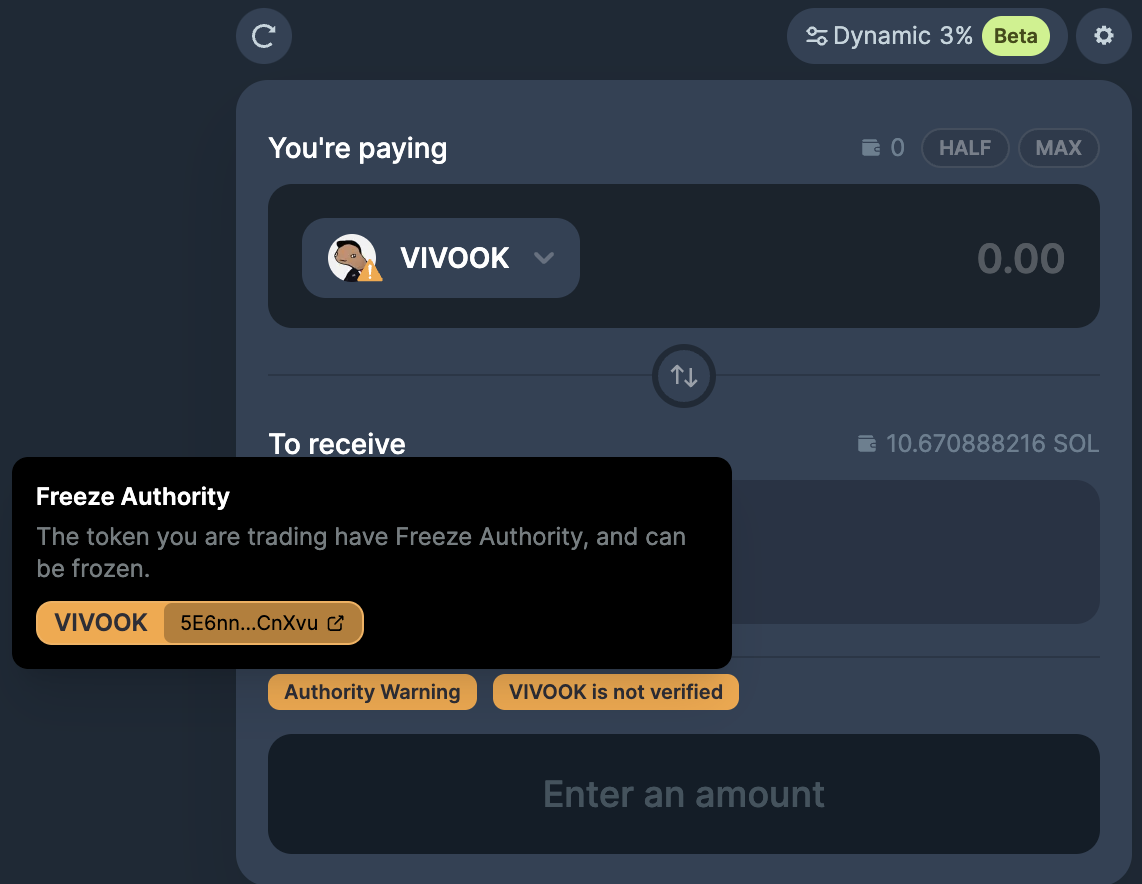 Dynamic 3% Beta
You're paying
0 HALF MAX
VIVOOK
0.00
To receive
10.670888216 SOL
Freeze Authority
The token you are trading have Freeze Authority, and can
be frozen.
VIVOOK 5E6nn...CnXvu
Authority Warning
VIVOOK is not verified
Enter an amount